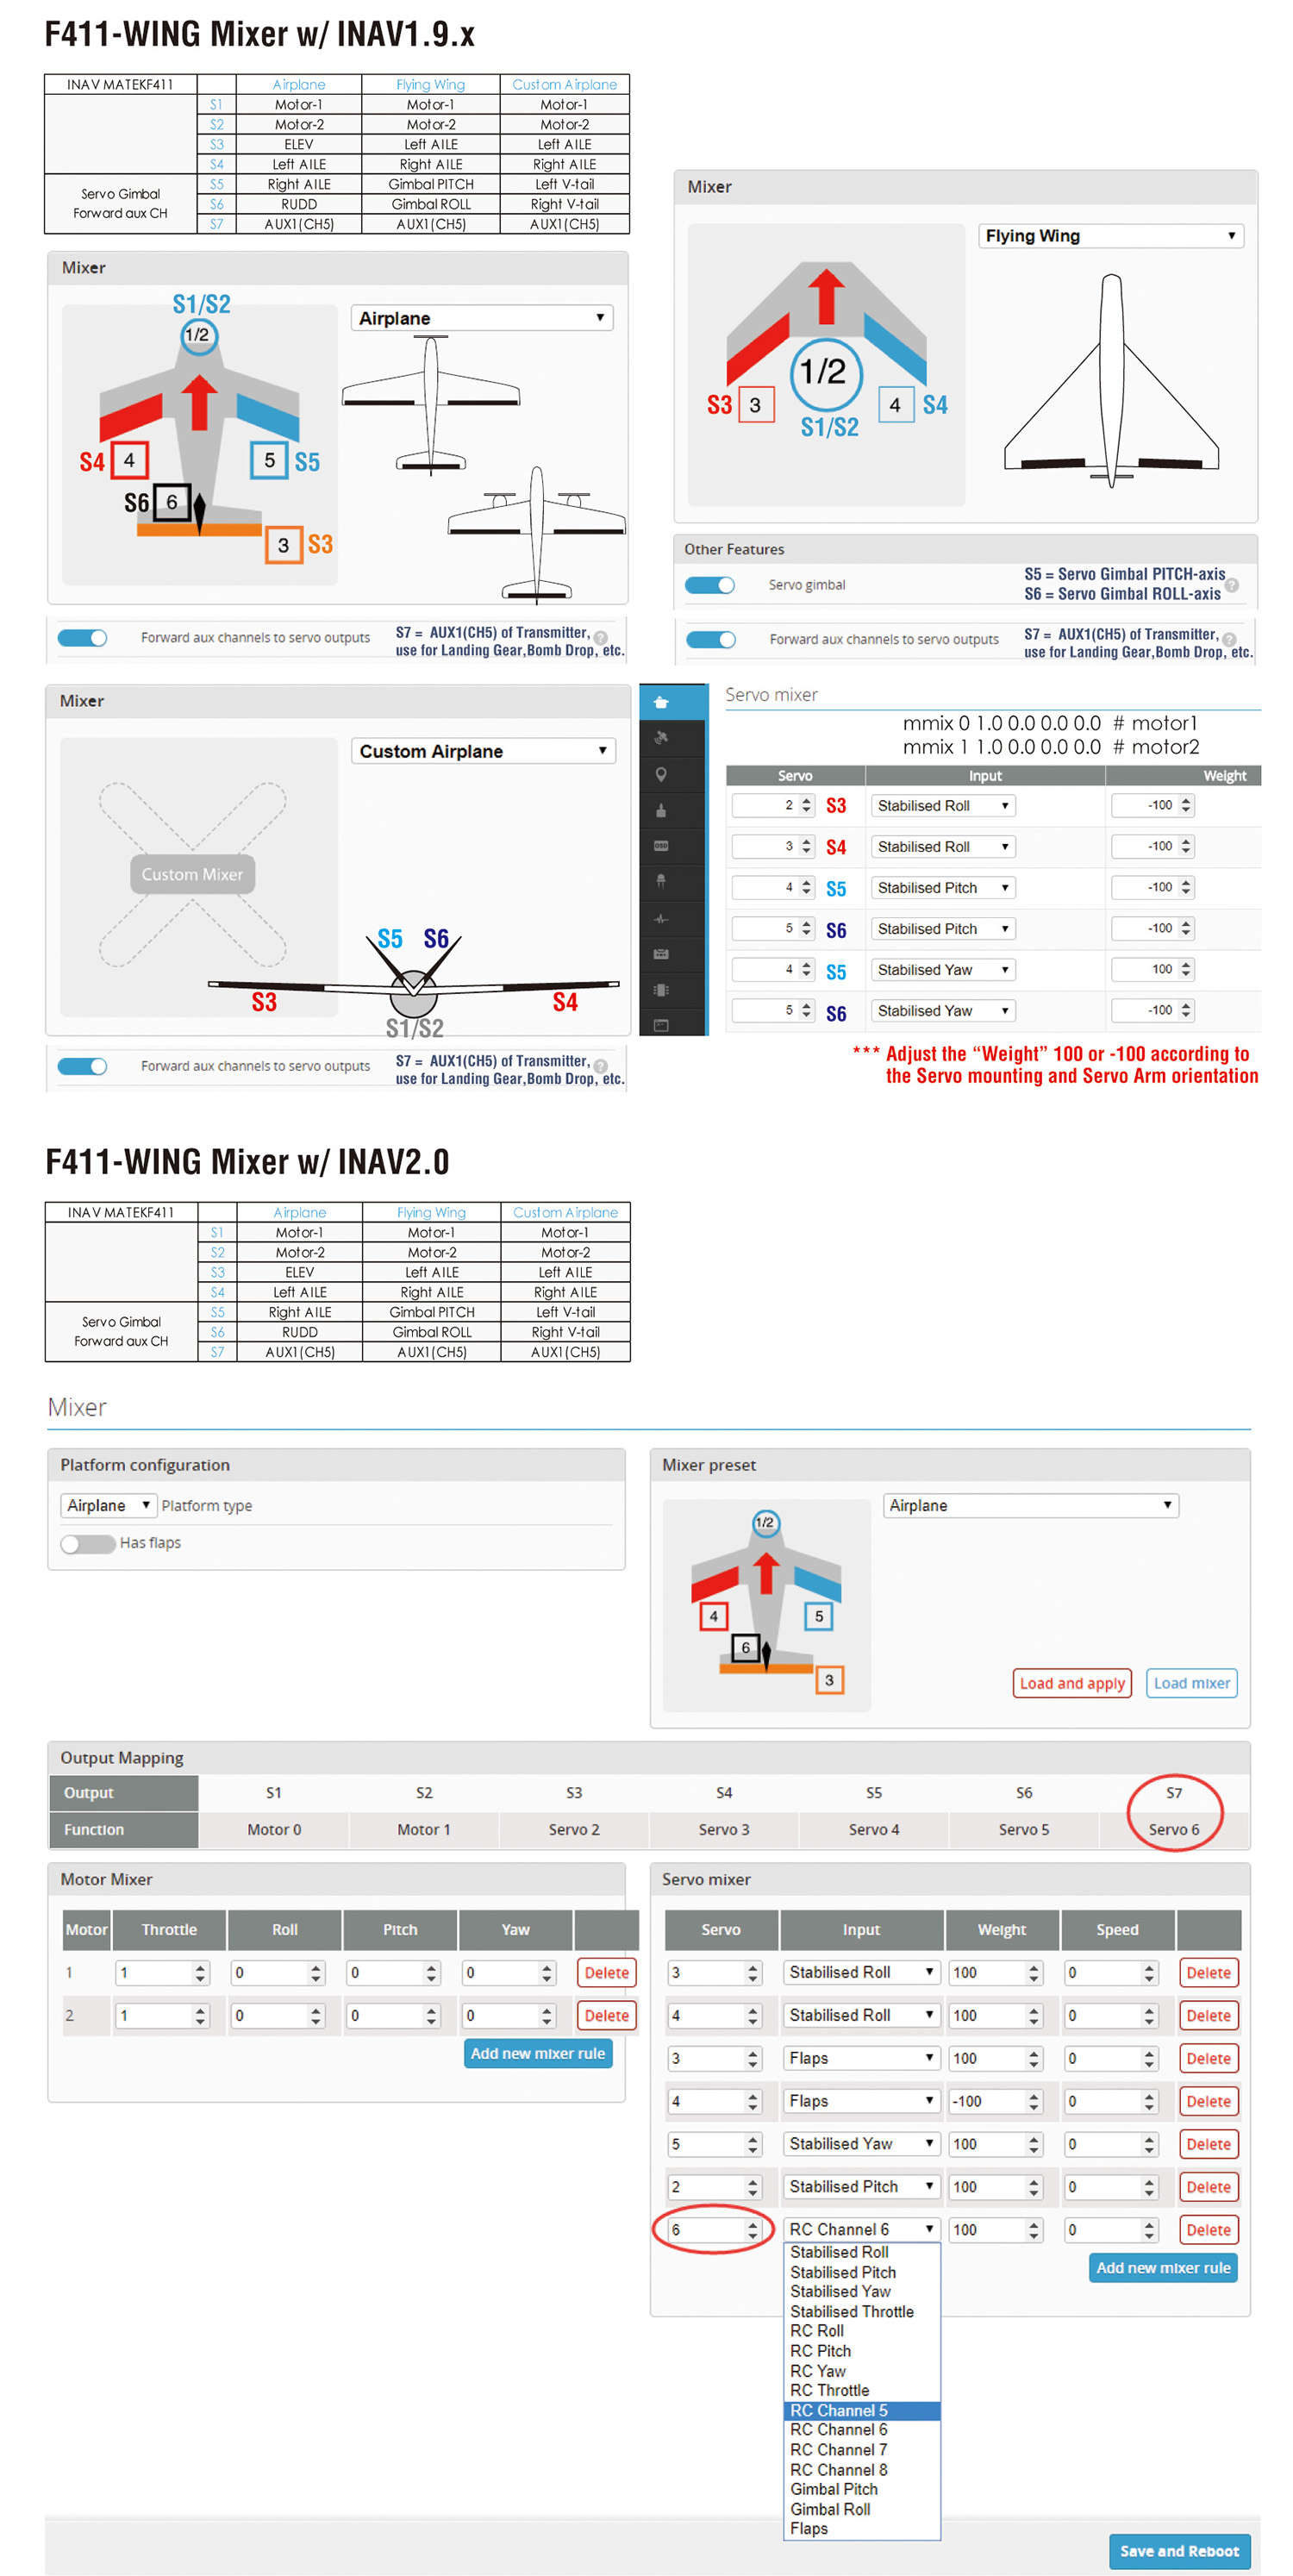 F411-WING Mixer w/ INAV1.9.x
INAV MATEKF411 Airplane Flying Wing Custom Airplane
S1 Motor-1 Motor-1 Motor-1
S2 Motor-2 Motor-2 Motor-2
S3 ELEV Left AILE Left AILE
S4 Left AILE Right AILE Right AILE
Servo Gimbal
Forward aux CH
S5 Right AILE Gimbal PITCH Left V-tail
S6 RUDD Gimbal ROLL Right V-tail
S7 AUX1(CH5) AUX1(CH5) AUX1(CH5)
Mixer
S1/S2
1/2
Airplane
S4 4
5 S5
S6 6
3 S3
Forward aux channels to servo outputs
S7 = AUX1(CH5) of Transmitter,
use for Landing Gear,Bomb Drop, etc.
?
Mixer
Flying Wing
1/2
S3 3
4 S4
S1/S2
Other Features
Servo gimbal
S5 = Servo Gimbal PITCH-axis
S6 = Servo Gimbal ROLL-axis
?
Forward aux channels to servo outputs
S7 = AUX1(CH5) of Transmitter,
use for Landing Gear,Bomb Drop, etc.
?
Mixer
Custom Airplane
Custom Mixer
S5 S6
S3 S4
S1/S2
Forward aux channels to servo outputs
S7 = AUX1(CH5) of Transmitter,
use for Landing Gear,Bomb Drop, etc.
?
OSD
Servo mixer
mmix 0 1.0 0.0 0.0 0.0 # motor1
mmix 1 1.0 0.0 0.0 0.0 # motor2
Servo Input Weight
2 S3 Stabilised Roll -100
3 S4 Stabilised Roll -100
4 S5 Stabilised Pitch -100
5 S6 Stabilised Pitch -100
4 S5 Stabilised Yaw 100
5 S6 Stabilised Yaw -100
*** Adjust the “Weight” 100 or -100 according to
the Servo mounting and Servo Arm orientation
F411-WING Mixer w/ INAV2.0
INAV MATEKF411 Airplane Flying Wing Custom Airplane
S1 Motor-1 Motor-1 Motor-1
S2 Motor-2 Motor-2 Motor-2
S3 ELEV Left AILE Left AILE
S4 Left AILE Right AILE Right AILE
Servo Gimbal
Forward aux CH
S5 Right AILE Gimbal PITCH Left V-tail
S6 RUDD Gimbal ROLL Right V-tail
S7 AUX1(CH5) AUX1(CH5) AUX1(CH5)
Mixer
Platform configuration
Airplane Platform type
Has flaps
Mixer preset
1/2
Airplane
4 5
6
3
Load and apply Load mixer
Output Mapping
Output S1 S2 S3 S4 S5 S6 S7
Function Motor 0 Motor 1 Servo 2 Servo 3 Servo 4 Servo 5 Servo 6
Motor Mixer
Motor Throttle Roll Pitch Yaw
1 1 0 0 0 Delete
2 1 0 0 0 Delete
Add new mixer rule
Servo mixer
Servo Input Weight Speed
3 Stabilised Roll 100 0 Delete
4 Stabilised Roll 100 0 Delete
3 Flaps 100 0 Delete
4 Flaps -100 0 Delete
5 Stabilised Yaw 100 0 Delete
2 Stabilised Pitch 100 0 Delete
6 RC Channel 6 100 0 Delete
Add new mixer rule
Stabilised Roll
Stabilised Pitch
Stabilised Yaw
Stabilised Throttle
RC Roll
RC Pitch
RC Yaw
RC Throttle
RC Channel 5
RC Channel 6
RC Channel 7
RC Channel 8
Gimbal Pitch
Gimbal Roll
Flaps
Save and Reboot